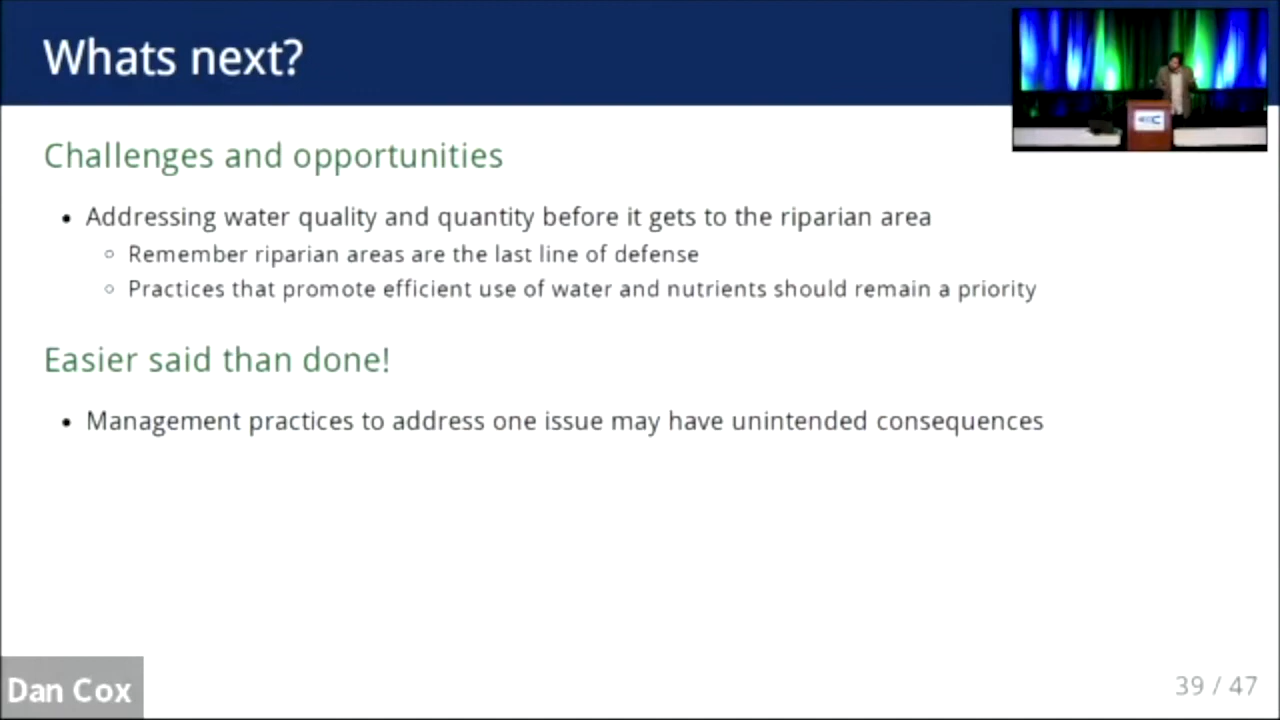 Whats next?
Challenges and opportunities
• Addressing water quality and quantity before it gets to the riparian area
○ Remember riparian areas are the last line of defense
○ Practices that promote efficient use of water and nutrients should remain a priority
Easier said than done!
• Management practices to address one issue may have unintended consequences
Dan Cox
39 / 47